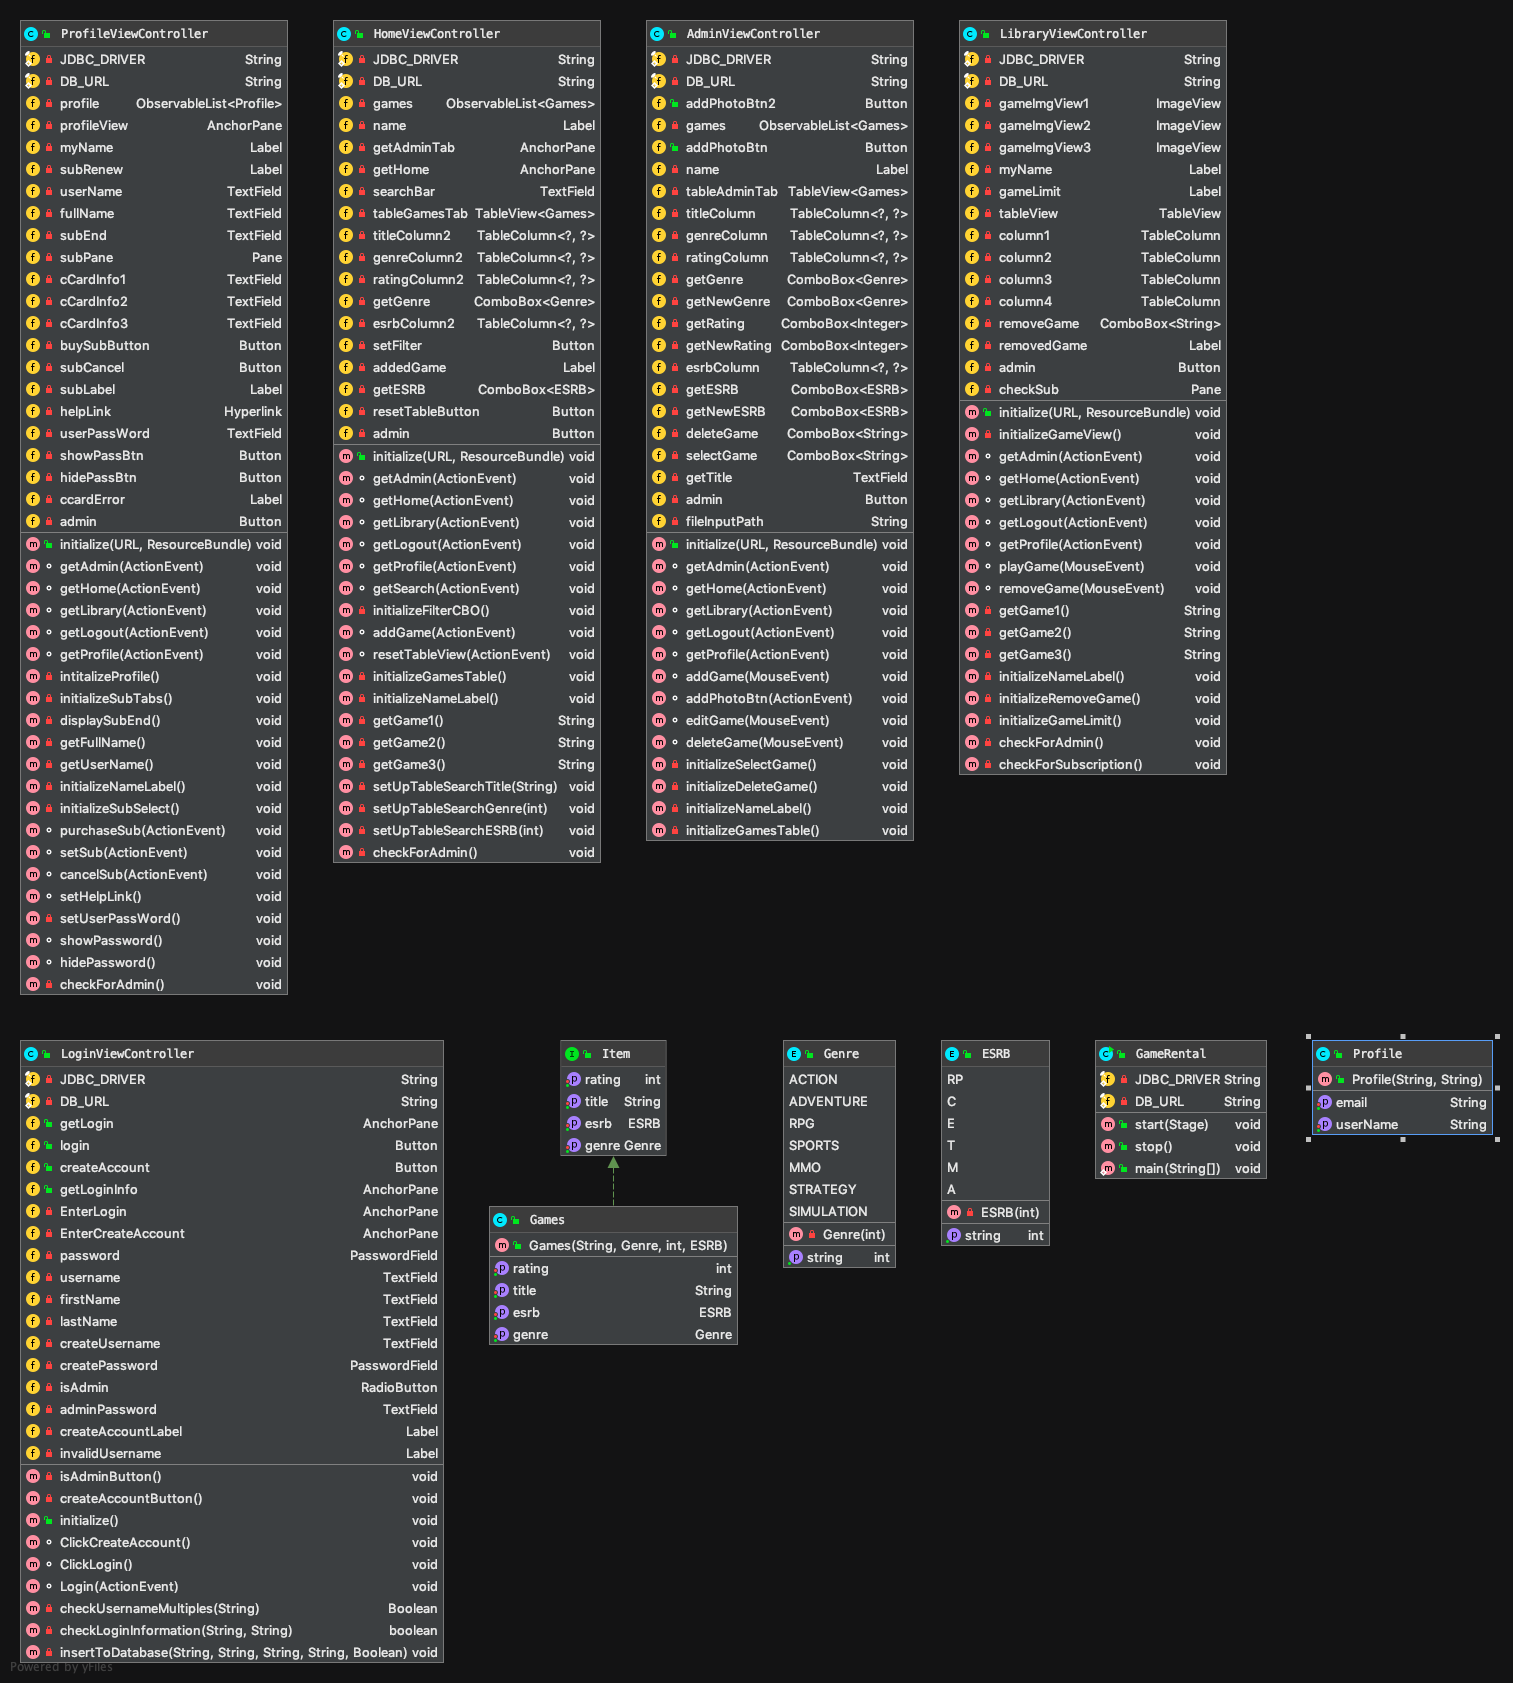 ProfileViewController
JDBC_DRIVER String
DB_URL String
profile ObservableList<Profile>
profileView AnchorPane
myName Label
subRenew Label
userName TextField
fullName TextField
subEnd TextField
subPane Pane
cCardInfo1 TextField
cCardInfo2 TextField
cCardInfo3 TextField
buySubButton Button
subCancel Button
subLabel Label
helpLink Hyperlink
userPassWord TextField
showPassBtn Button
hidePassBtn Button
ccardError Label
admin Button
initialize(URL, ResourceBundle) void
getAdmin(ActionEvent) void
getHome(ActionEvent) void
getLibrary(ActionEvent) void
getLogout(ActionEvent) void
getProfile(ActionEvent) void
intitalizeProfile() void
initializeSubTabs() void
displaySubEnd() void
getFullName() void
getUserName() void
initializeNameLabel() void
initializeSubSelect() void
purchaseSub(ActionEvent) void
setSub(ActionEvent) void
cancelSub(ActionEvent) void
setHelpLink() void
setUserPassWord() void
showPassword() void
hidePassword() void
checkForAdmin() void
HomeViewController
JDBC_DRIVER String
DB_URL String
games ObservableList<Games>
name Label
getAdminTab AnchorPane
getHome AnchorPane
searchBar TextField
tableGamesTab TableView<Games>
titleColumn2 TableColumn<?, ?>
genreColumn2 TableColumn<?, ?>
ratingColumn2 TableColumn<?, ?>
getGenre ComboBox<Genre>
esrbColumn2 TableColumn<?, ?>
setFilter Button
addedGame Label
getESRB ComboBox<ESRB>
resetTableButton Button
admin Button
initialize(URL, ResourceBundle) void
getAdmin(ActionEvent) void
getHome(ActionEvent) void
getLibrary(ActionEvent) void
getLogout(ActionEvent) void
getProfile(ActionEvent) void
getSearch(ActionEvent) void
initializeFilterCBO() void
addGame(ActionEvent) void
resetTableView(ActionEvent) void
initializeGamesTable() void
initializeNameLabel() void
getGame1() String
getGame2() String
getGame3() String
setUpTableSearchTitle(String) void
setUpTableSearchGenre(int) void
setUpTableSearchESRB(int) void
checkForAdmin() void
AdminViewController
JDBC_DRIVER String
DB_URL String
addPhotoBtn2 Button
games ObservableList<Games>
addPhotoBtn Button
name Label
tableAdminTab TableView<Games>
titleColumn TableColumn<?, ?>
genreColumn TableColumn<?, ?>
ratingColumn TableColumn<?, ?>
getGenre ComboBox<Genre>
getNewGenre ComboBox<Genre>
getRating ComboBox<Integer>
getNewRating ComboBox<Integer>
esrbColumn TableColumn<?, ?>
getESRB ComboBox<ESRB>
getNewESRB ComboBox<ESRB>
deleteGame ComboBox<String>
selectGame ComboBox<String>
getTitle TextField
admin Button
fileInputPath String
initialize(URL, ResourceBundle) void
getAdmin(ActionEvent) void
getHome(ActionEvent) void
getLibrary(ActionEvent) void
getLogout(ActionEvent) void
getProfile(ActionEvent) void
addGame(MouseEvent) void
addPhotoBtn(ActionEvent) void
editGame(MouseEvent) void
deleteGame(MouseEvent) void
initializeSelectGame() void
initializeDeleteGame() void
initializeNameLabel() void
initializeGamesTable() void
LibraryViewController
JDBC_DRIVER String
DB_URL String
gameImgView1 ImageView
gameImgView2 ImageView
gameImgView3 ImageView
myName Label
gameLimit Label
tableView TableView
column1 TableColumn
column2 TableColumn
column3 TableColumn
column4 TableColumn
removeGame ComboBox<String>
removedGame Label
admin Button
checkSub Pane
initialize(URL, ResourceBundle) void
initializeGameView() void
getAdmin(ActionEvent) void
getHome(ActionEvent) void
getLibrary(ActionEvent) void
getLogout(ActionEvent) void
getProfile(ActionEvent) void
playGame(MouseEvent) void
removeGame(MouseEvent) void
getGame1() String
getGame2() String
getGame3() String
initializeNameLabel() void
initializeRemoveGame() void
initializeGameLimit() void
checkForAdmin() void
checkForSubscription() void
LoginViewController
JDBC_DRIVER String
DB_URL String
getLogin AnchorPane
login Button
createAccount Button
getLoginInfo AnchorPane
EnterLogin AnchorPane
EnterCreateAccount AnchorPane
password PasswordField
username TextField
firstName TextField
lastName TextField
createUsername TextField
createPassword PasswordField
isAdmin RadioButton
adminPassword TextField
createAccountLabel Label
invalidUsername Label
isAdminButton() void
createAccountButton() void
initialize() void
ClickCreateAccount() void
ClickLogin() void
Login(ActionEvent) void
checkUsernameMultiples(String) Boolean
checkLoginInformation(String, String) boolean
insertToDatabase(String, String, String, String, Boolean) void
Item
rating int
title String
esrb ESRB
genre Genre
Games
Games(String, Genre, int, ESRB)
rating int
title String
esrb ESRB
genre Genre
Genre
ACTION
ADVENTURE
RPG
SPORTS
MMO
STRATEGY
SIMULATION
Genre(int)
string int
ESRB
RP
C
E
T
M
A
ESRB(int)
string int
GameRental
JDBC_DRIVER String
DB_URL String
start(Stage) void
stop() void
main(String[]) void
Profile
Profile(String, String)
email String
userName String
Powered by yFiles